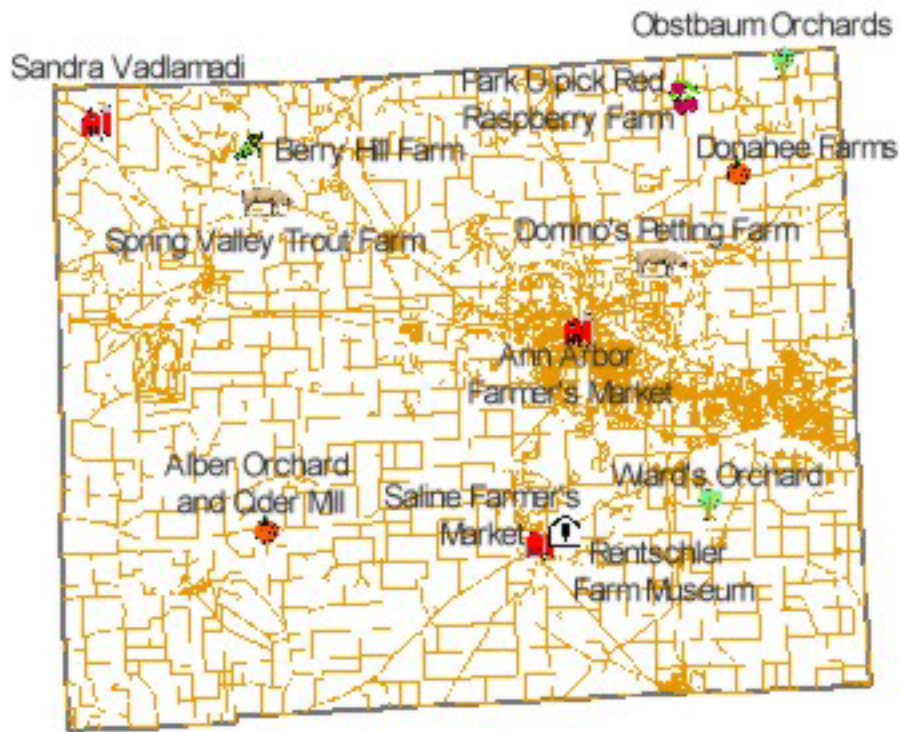 Obstbaum Orchards
Sandra Vadlamadi
Park U-pick Red
Raspberry Farm
Berry Hill Farm
Donahee Farms
Spring Valley Trout Farm
Domino's Petting Farm
Ann Arbor
Farmer's Market
Alber Orchard
and Cider Mill
Saline Farmer's
Market
Ward's Orchard
Rentschler
Farm Museum